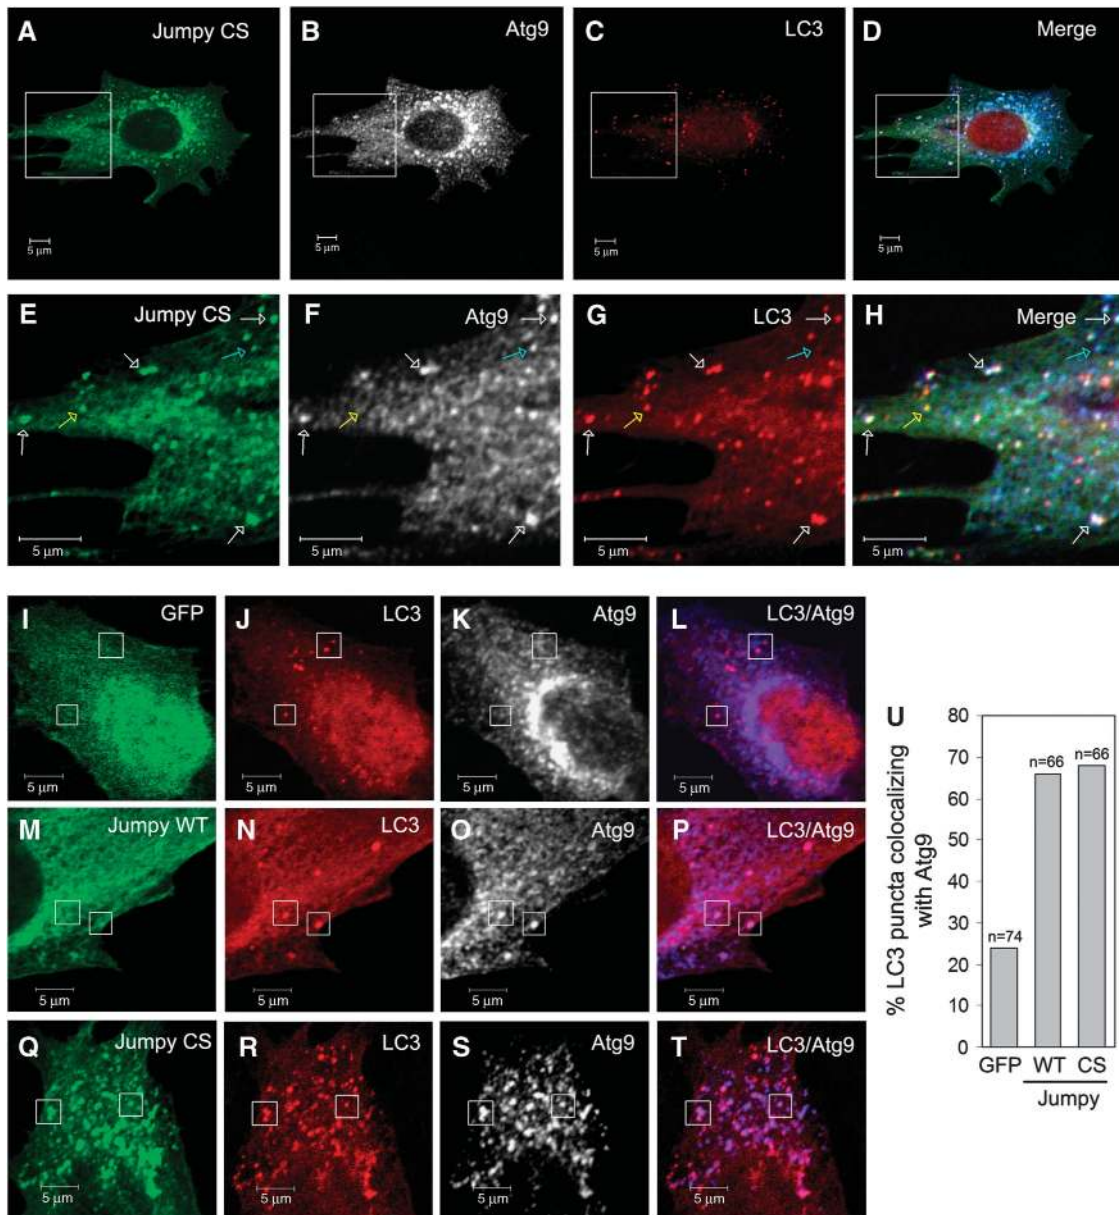 A Jumpy CS
B Atg9
C LC3
D Merge
5 µm
5 µm
5 µm
5 µm
E Jumpy CS
F Atg9
G LC3
H Merge
5 µm
5 µm
5 µm
5 µm
I GFP
J LC3
K Atg9
L LC3/Atg9
5 µm
5 µm
5 µm
5 µm
M Jumpy WT
N LC3
O Atg9
P LC3/Atg9
5 µm
5 µm
5 µm
5 µm
Q Jumpy CS
R LC3
S Atg9
T LC3/Atg9
5 µm
5 µm
5 µm
5 µm
U
% LC3 puncta colocalizing
with Atg9
80
70
60
50
40
30
20
10
0
n=74
n=66
n=66
GFP WT CS
Jumpy